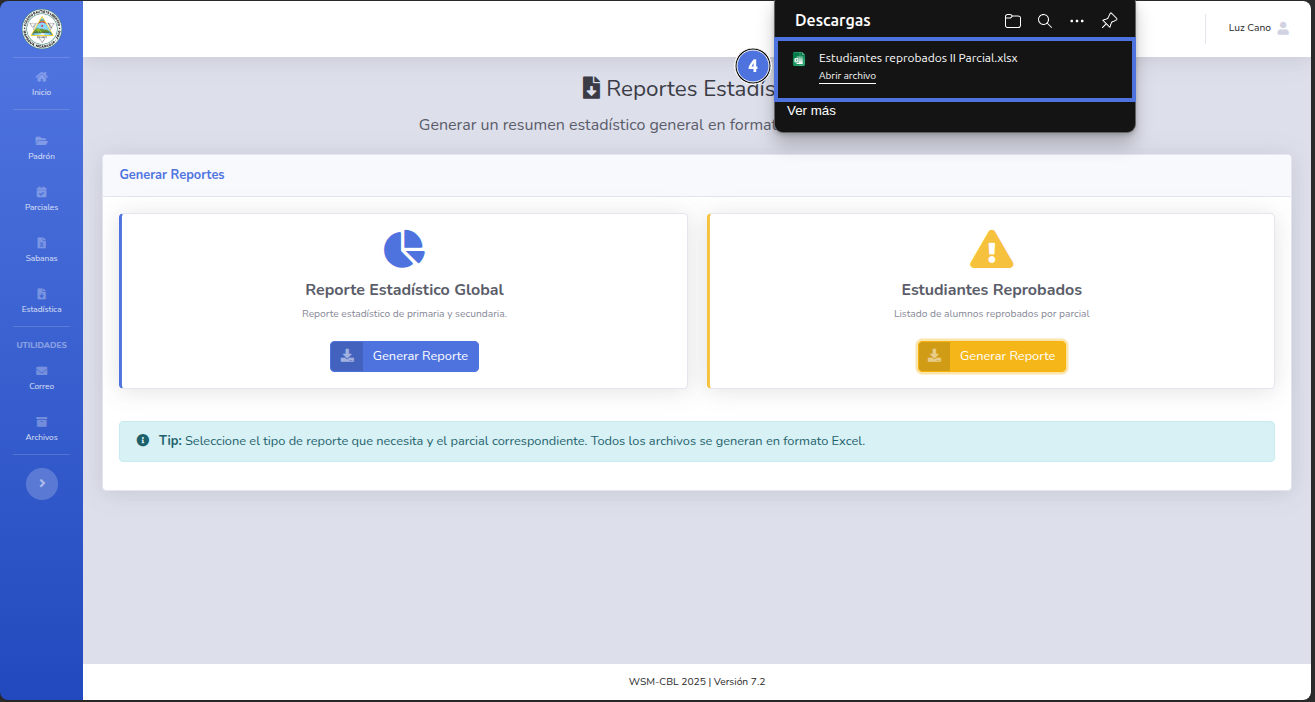 Descargas
Luz Cano
4
Estudiantes reprobados II Parcial.xlsx
Abrir archivo
Ver más
Inicio
Padrón
Parciales
Sabanas
Estadística
UTILIDADES
Correo
Archivos
Reportes Estadís
Generar un resumen estadístico general en format
Generar Reportes
Reporte Estadístico Global
Reporte estadístico de primaria y secundaria.
Generar Reporte
Estudiantes Reprobados
Listado de alumnos reprobados por parcial
Generar Reporte
Tip: Seleccione el tipo de reporte que necesita y el parcial correspondiente. Todos los archivos se generan en formato Excel.
WSM-CBL 2025 | Versión 7.2